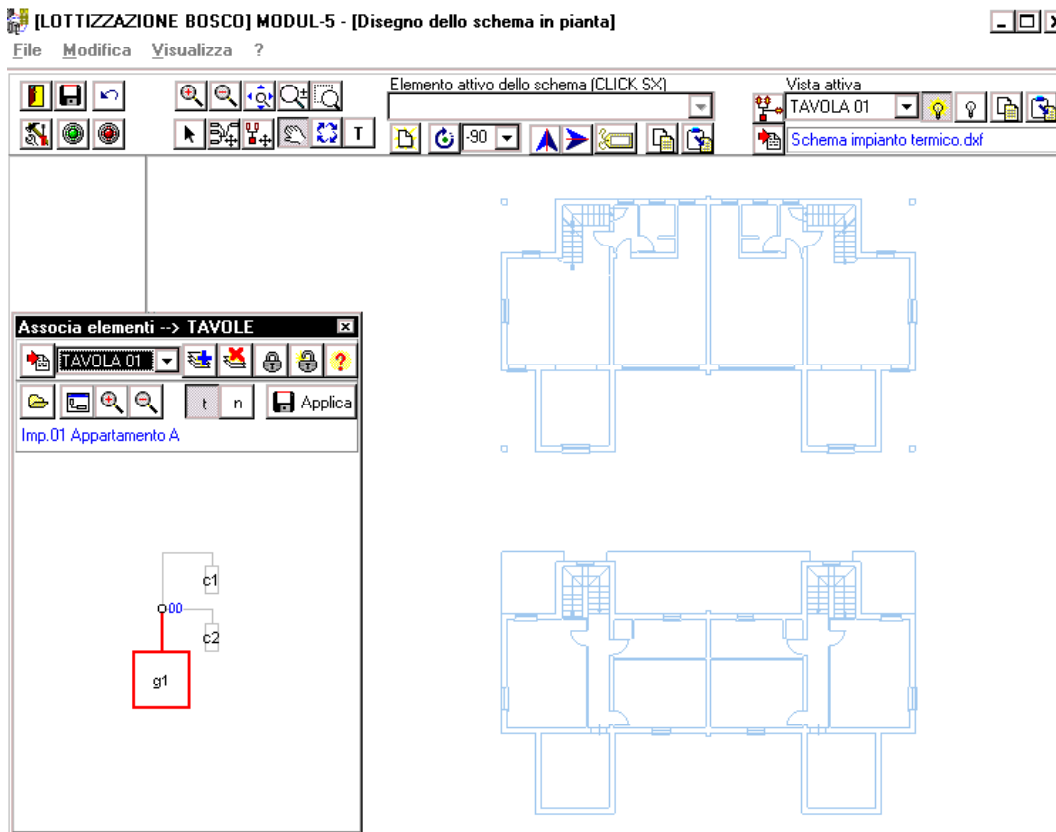 [LOTTIZZAZIONE BOSCO] MODUL-5 - [Disegno dello schema in pianta]
File Modifica Visualizza ?
Elemento attivo dello schema (CLICK SX)
Vista attiva
TAVOLA 01
T
-90
Schema impianto termico.dxf
Associa elementi --> TAVOLE
TAVOLA 01
?
t n Applica
Imp.01 Appartamento A
c1
00
c2
g1